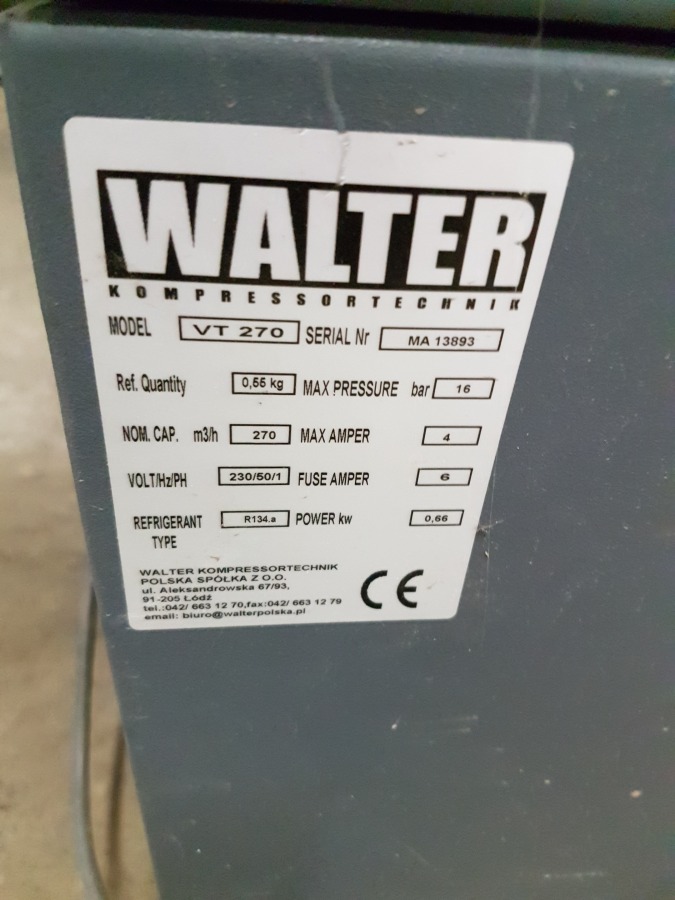 WALTER
KOMPRESSORTECHNIK
MODEL VT 270 SERIAL Nr MA 13893
Ref. Quantity 0,55 kg MAX PRESSURE bar 16
NOM. CAP. m3/h 270 MAX AMPER 4
VOLT/Hz/PH 230/50/1 FUSE AMPER 6
REFRIGERANT TYPE R134.a POWER kw 0,66
WALTER KOMPRESSORTECHNIK
POLSKA SPÓŁKA Z O.O.
ul. Aleksandrowska 67/93,
91-205 Łódź
tel.:042/ 663 12 70,fax:042/ 663 12 79
email: biuro@walterpolska.pl
CE